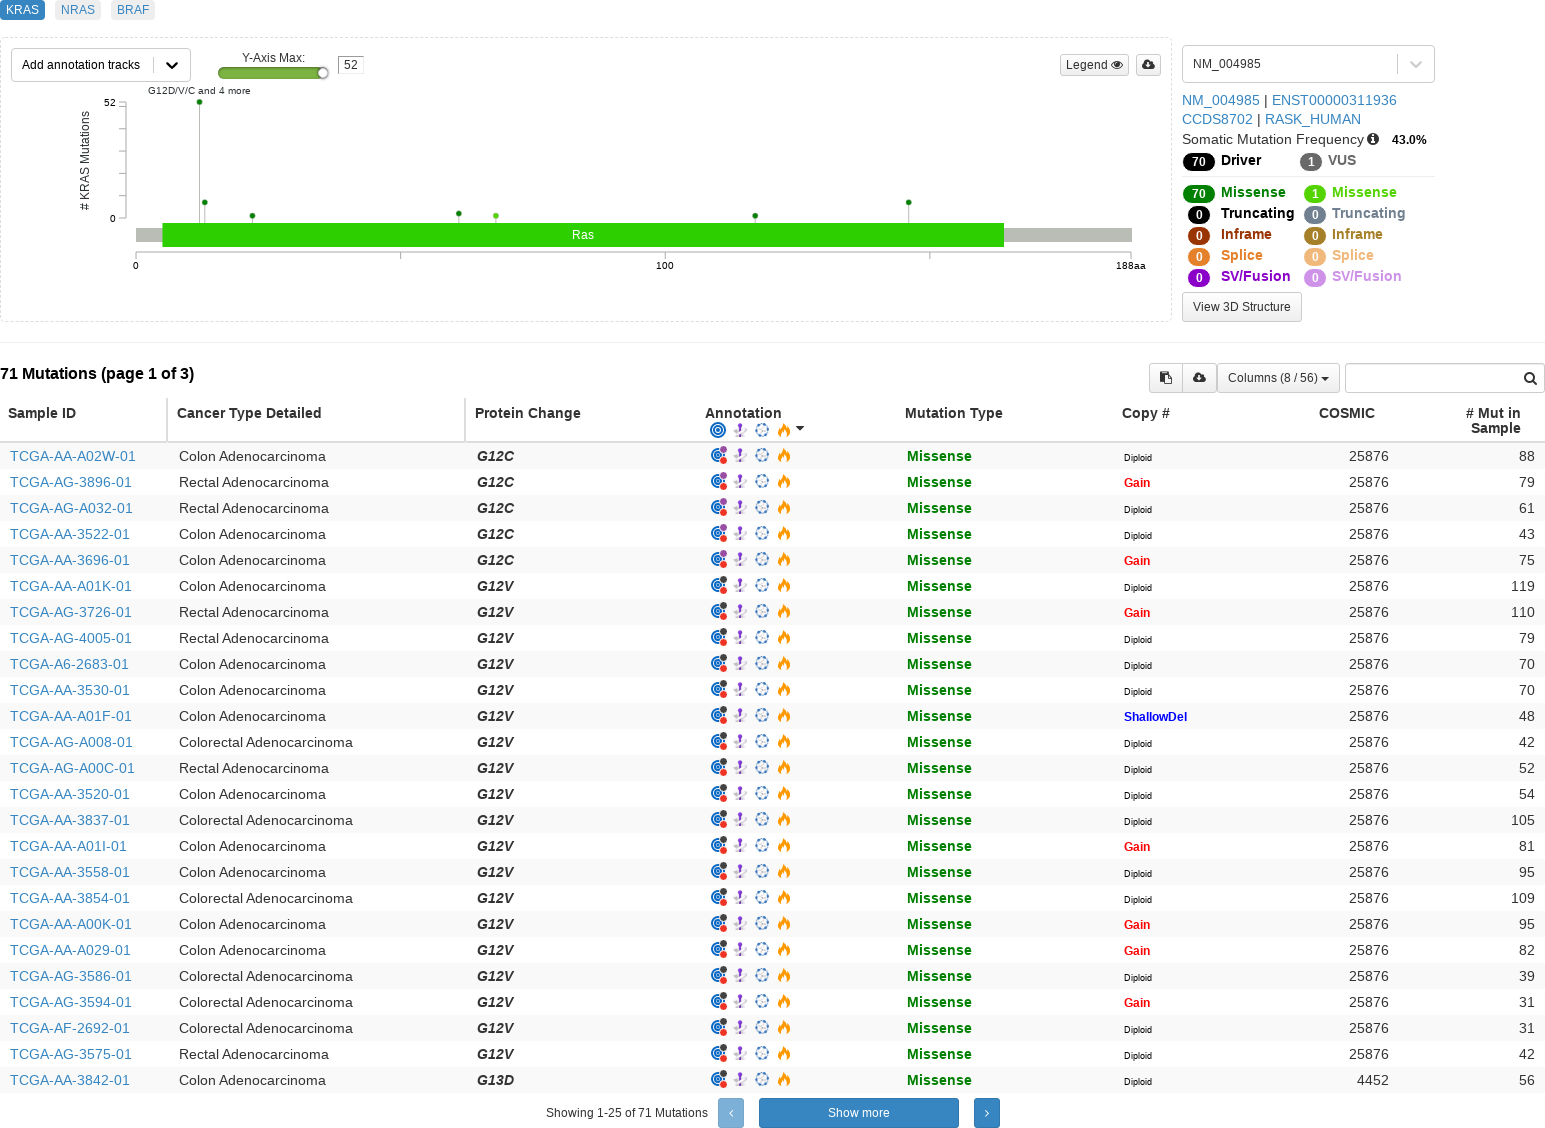 KRAS NRAS BRAF
Add annotation tracks
Y-Axis Max: 52
Legend
G12D/V/C and 4 more
52
# KRAS Mutations
0
Ras
0 100 188aa
NM_004985
NM_004985 | ENST00000311936
CCDS8702 | RASK_HUMAN
Somatic Mutation Frequency 43.0%
70 Driver 1 VUS
70 Missense 1 Missense
0 Truncating 0 Truncating
0 Inframe 0 Inframe
0 Splice 0 Splice
0 SV/Fusion 0 SV/Fusion
View 3D Structure
71 Mutations (page 1 of 3)
Columns (8 / 56)
Sample ID Cancer Type Detailed Protein Change Annotation Mutation Type Copy # COSMIC # Mut in
Sample
TCGA-AA-A02W-01 Colon Adenocarcinoma G12C Missense Diploid 25876 88
TCGA-AG-3896-01 Rectal Adenocarcinoma G12C Missense Gain 25876 79
TCGA-AG-A032-01 Rectal Adenocarcinoma G12C Missense Diploid 25876 61
TCGA-AA-3522-01 Colon Adenocarcinoma G12C Missense Diploid 25876 43
TCGA-AA-3696-01 Colon Adenocarcinoma G12C Missense Gain 25876 75
TCGA-AA-A01K-01 Colon Adenocarcinoma G12V Missense Diploid 25876 119
TCGA-AG-3726-01 Rectal Adenocarcinoma G12V Missense Gain 25876 110
TCGA-AG-4005-01 Rectal Adenocarcinoma G12V Missense Diploid 25876 79
TCGA-A6-2683-01 Colon Adenocarcinoma G12V Missense Diploid 25876 70
TCGA-AA-3530-01 Colon Adenocarcinoma G12V Missense Diploid 25876 70
TCGA-AA-A01F-01 Colon Adenocarcinoma G12V Missense ShallowDel 25876 48
TCGA-AG-A008-01 Colorectal Adenocarcinoma G12V Missense Diploid 25876 42
TCGA-AG-A00C-01 Rectal Adenocarcinoma G12V Missense Diploid 25876 52
TCGA-AA-3520-01 Colon Adenocarcinoma G12V Missense Diploid 25876 54
TCGA-AA-3837-01 Colorectal Adenocarcinoma G12V Missense Diploid 25876 105
TCGA-AA-A01I-01 Colon Adenocarcinoma G12V Missense Gain 25876 81
TCGA-AA-3558-01 Colon Adenocarcinoma G12V Missense Diploid 25876 95
TCGA-AA-3854-01 Colorectal Adenocarcinoma G12V Missense Diploid 25876 109
TCGA-AA-A00K-01 Colon Adenocarcinoma G12V Missense Gain 25876 95
TCGA-AA-A029-01 Colon Adenocarcinoma G12V Missense Gain 25876 82
TCGA-AG-3586-01 Colorectal Adenocarcinoma G12V Missense Diploid 25876 39
TCGA-AG-3594-01 Colorectal Adenocarcinoma G12V Missense Gain 25876 31
TCGA-AF-2692-01 Colorectal Adenocarcinoma G12V Missense Diploid 25876 31
TCGA-AG-3575-01 Rectal Adenocarcinoma G12V Missense Diploid 25876 42
TCGA-AA-3842-01 Colon Adenocarcinoma G13D Missense Diploid 4452 56
Showing 1-25 of 71 Mutations ‹ Show more ›